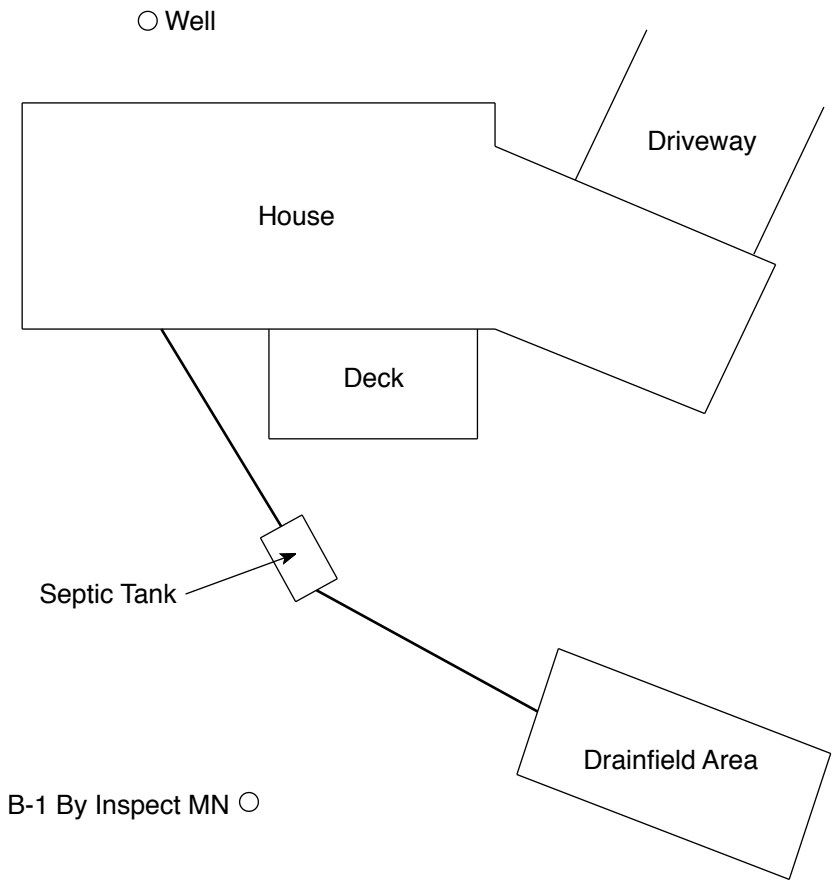 Well
Driveway
House
Deck
Septic Tank
Drainfield Area
B-1 By Inspect MN